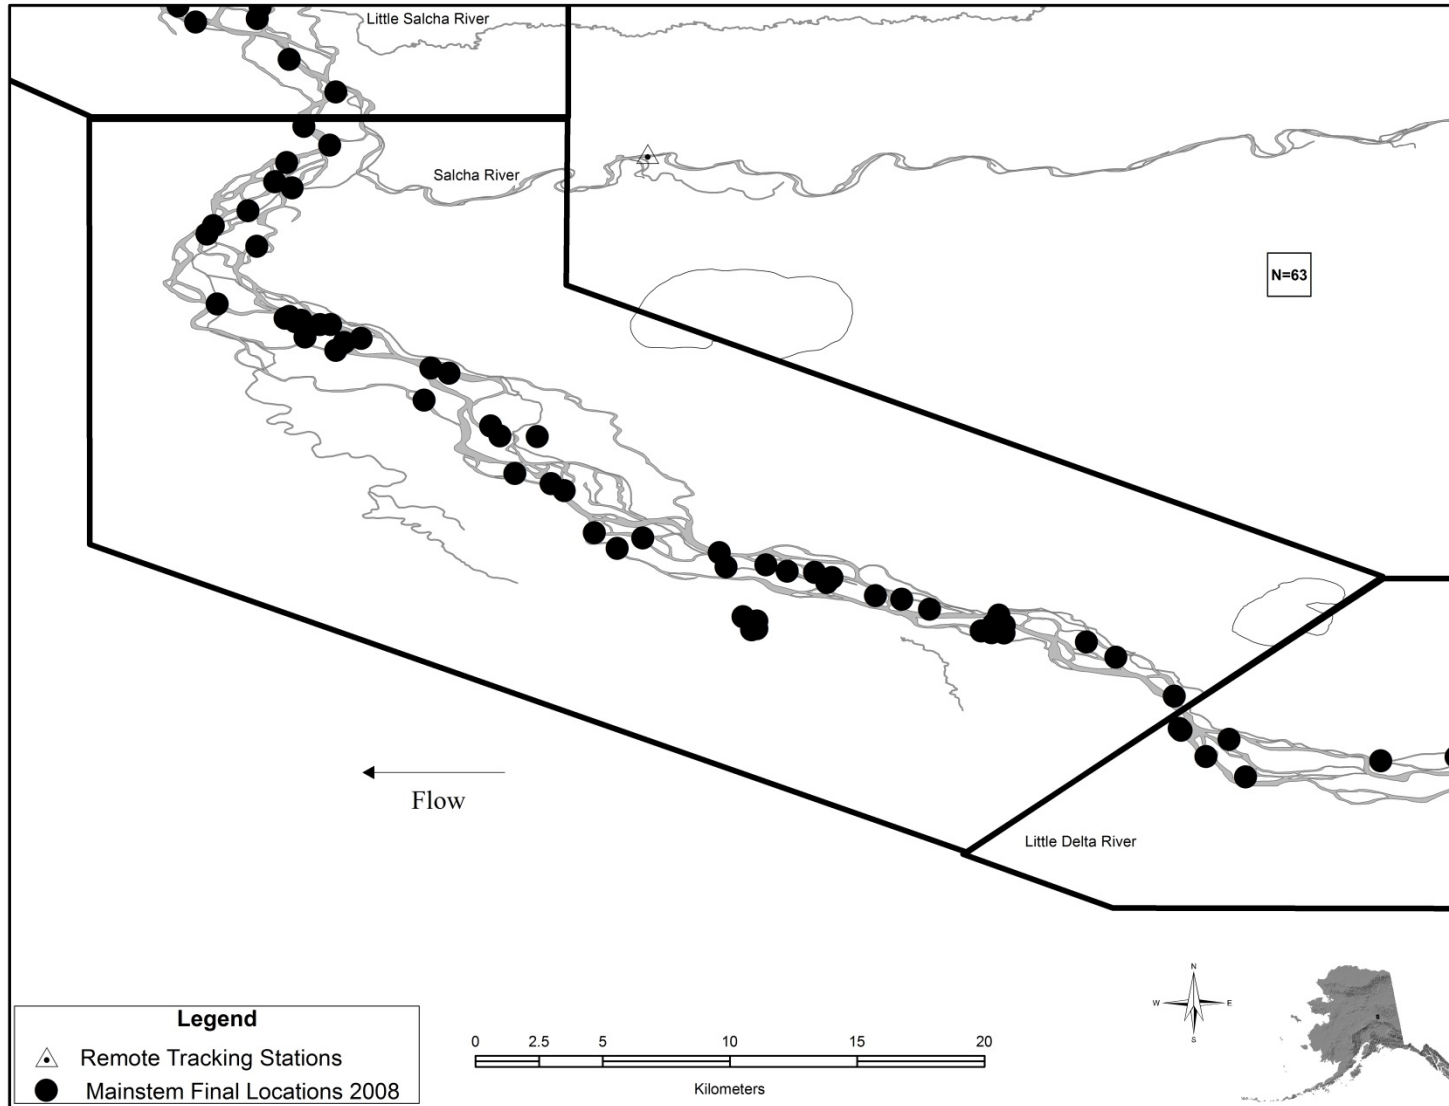 Little Salcha River
Salcha River
N=63
Flow
Little Delta River
Legend
Remote Tracking Stations
Mainstem Final Locations 2008
0 2.5 5 10 15 20
Kilometers
N
W E
S